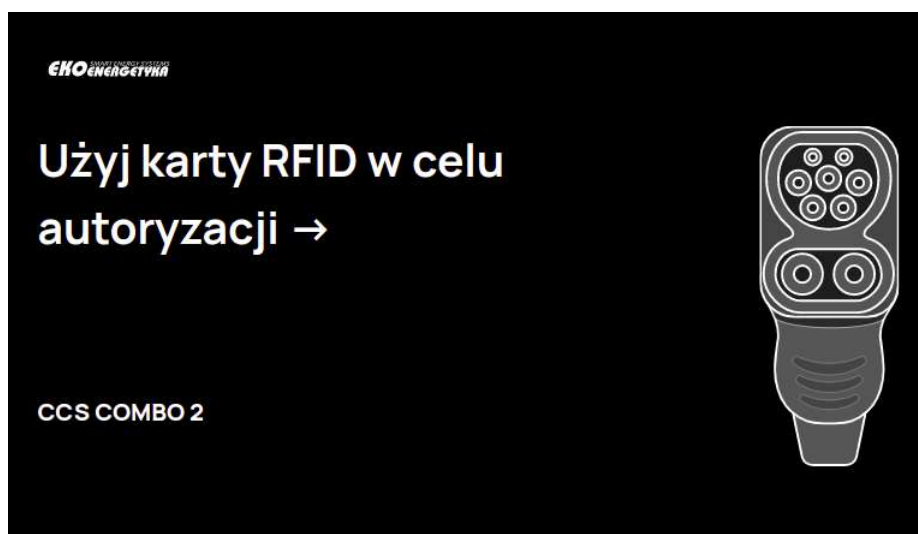 EKOENERGETYKA
SMART ENERGY SYSTEMS
Użyj karty RFID w celu
autoryzacji →
CCS COMBO 2